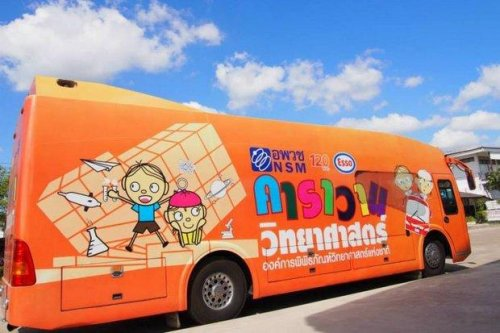 อพวช
NSM
120 ปี
Esso
คาราวาน
วิทยาศาสตร์
องค์การพิพิธภัณฑ์วิทยาศาสตร์แห่งชาติ